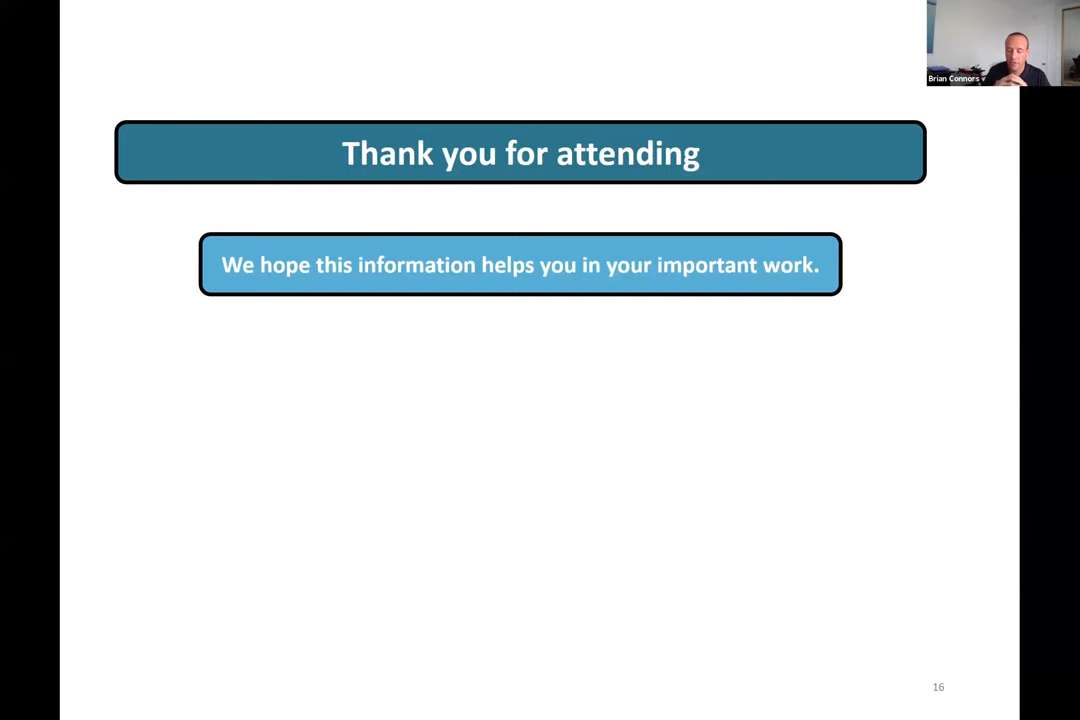 Brian Connors
Thank you for attending
We hope this information helps you in your important work.
16